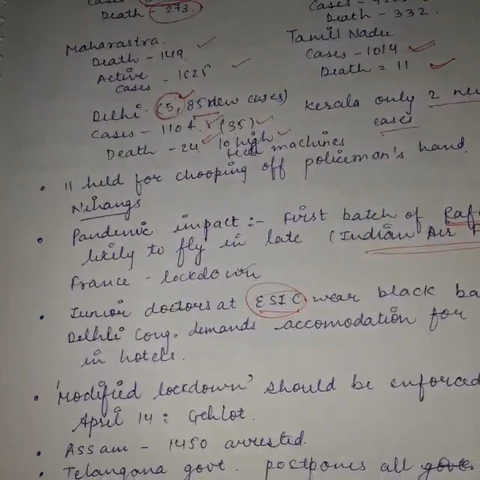 Death - 273
Cases - 
Death - 332
Maharastra
Death - 149
Active Cases - 1025
Tamil Nadu
Cases - 1014
Death = 11
Delhi (5, 85 new cases)
Cases - 1104 (35)
Death - 24
10 high
tech machines
Kerala only 2 new
cases
• 11 held for chopping off policeman's hand.
Nihangs
• Pandemic impact :- First batch of Raf
likely to fly in late (Indian Air F
France - lockdown
• Junior doctors at ESIC wear black ba
Delhi Cong. demands accomodation for
in hotels.
• 'Modified lockdown' should be enforced
April 14 : Gehlot.
• Assam - 1450 arrested.
• Telangana govt. postpones all govt.